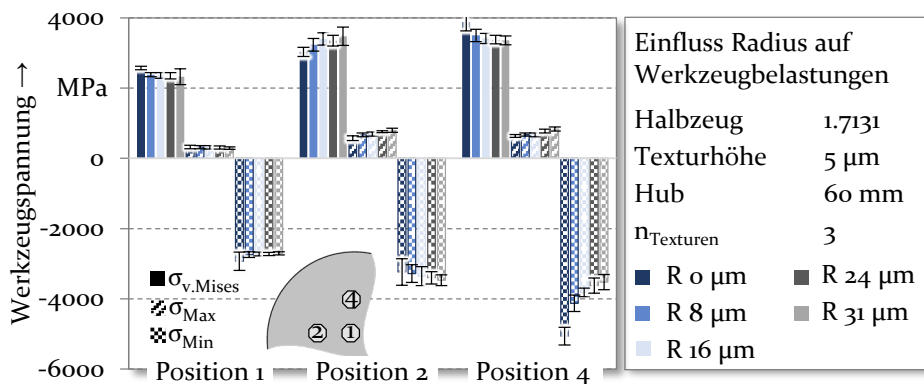 Werkzeugspannung →
4000
MPa
0
-2000
-4000
-6000
σv.Mises
σMax
σMin
4
2 1
Position 1 Position 2 Position 4
Einfluss Radius auf
Werkzeugbelastungen
Halbzeug 1.7131
Texturhöhe 5 µm
Hub 60 mm
nTexturen 3
R 0 µm R 24 µm
R 8 µm R 31 µm
R 16 µm